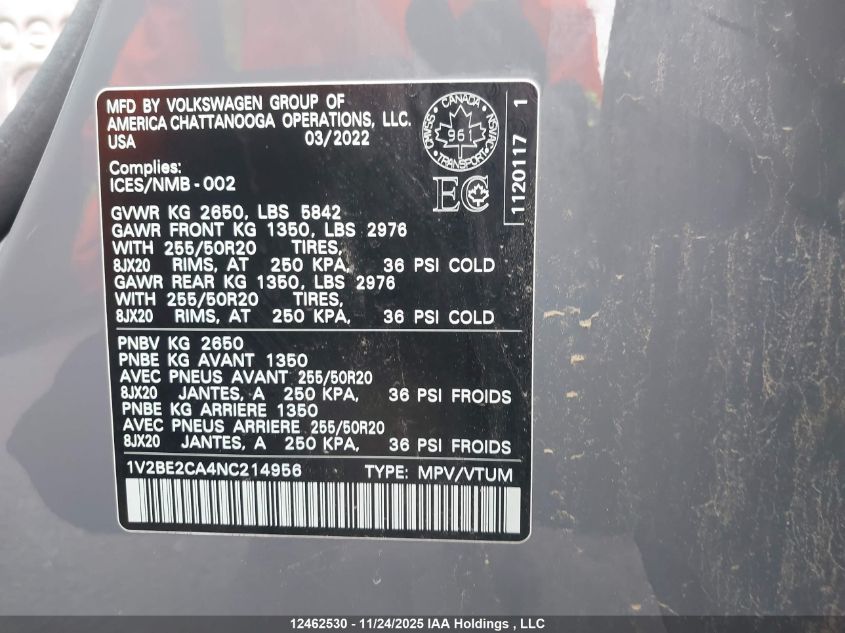 MFD BY VOLKSWAGEN GROUP OF
AMERICA CHATTANOOGA OPERATIONS, LLC.
USA 03/2022
Complies:
ICES/NMB-002
CANADA
961
TRANSPORT
EC
1120117 1
GVWR KG 2650, LBS 5842
GAWR FRONT KG 1350, LBS 2976
WITH 255/50R20 TIRES,
8JX20 RIMS, AT 250 KPA, 36 PSI COLD
GAWR REAR KG 1350, LBS 2976
WITH 255/50R20 TIRES,
8JX20 RIMS, AT 250 KPA, 36 PSI COLD
PNBV KG 2650
PNBE KG AVANT 1350
AVEC PNEUS AVANT 255/50R20
8JX20 JANTES, A 250 KPA, 36 PSI FROIDS
PNBE KG ARRIERE 1350
AVEC PNEUS ARRIERE 255/50R20
8JX20 JANTES, A 250 KPA, 36 PSI FROIDS
1V2BE2CA4NC214956 TYPE: MPV/VTUM
12462530 - 11/24/2025 IAA Holdings , LLC